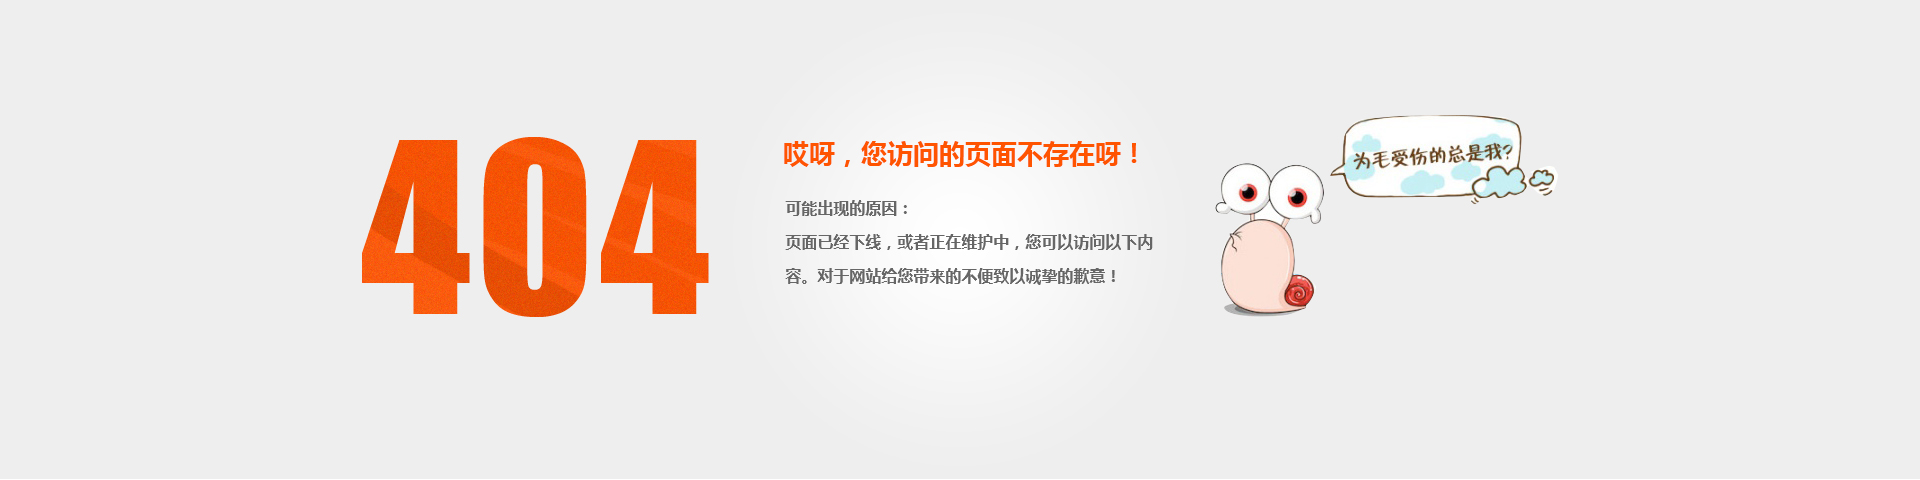 404
哎呀，您访问的页面不存在呀！
可能出现的原因：
页面已经下线，或者正在维护中，您可以访问以下内
容。对于网站给您带来的不便致以诚挚的歉意！
为毛受伤的总是我?